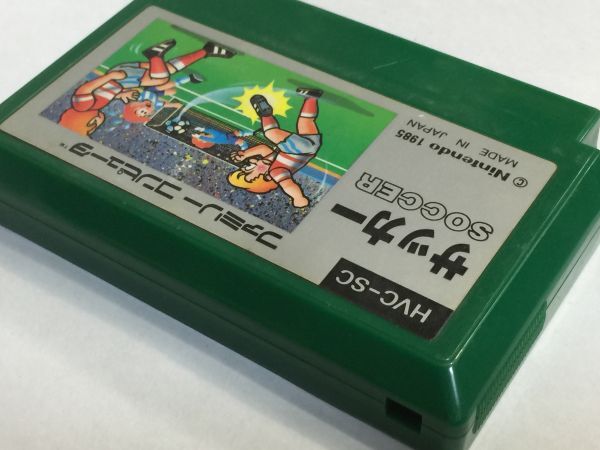 ファミリー コンピュータ™
サッカー
SOCCER
HVC-SC
© Nintendo 1985
MADE IN JAPAN